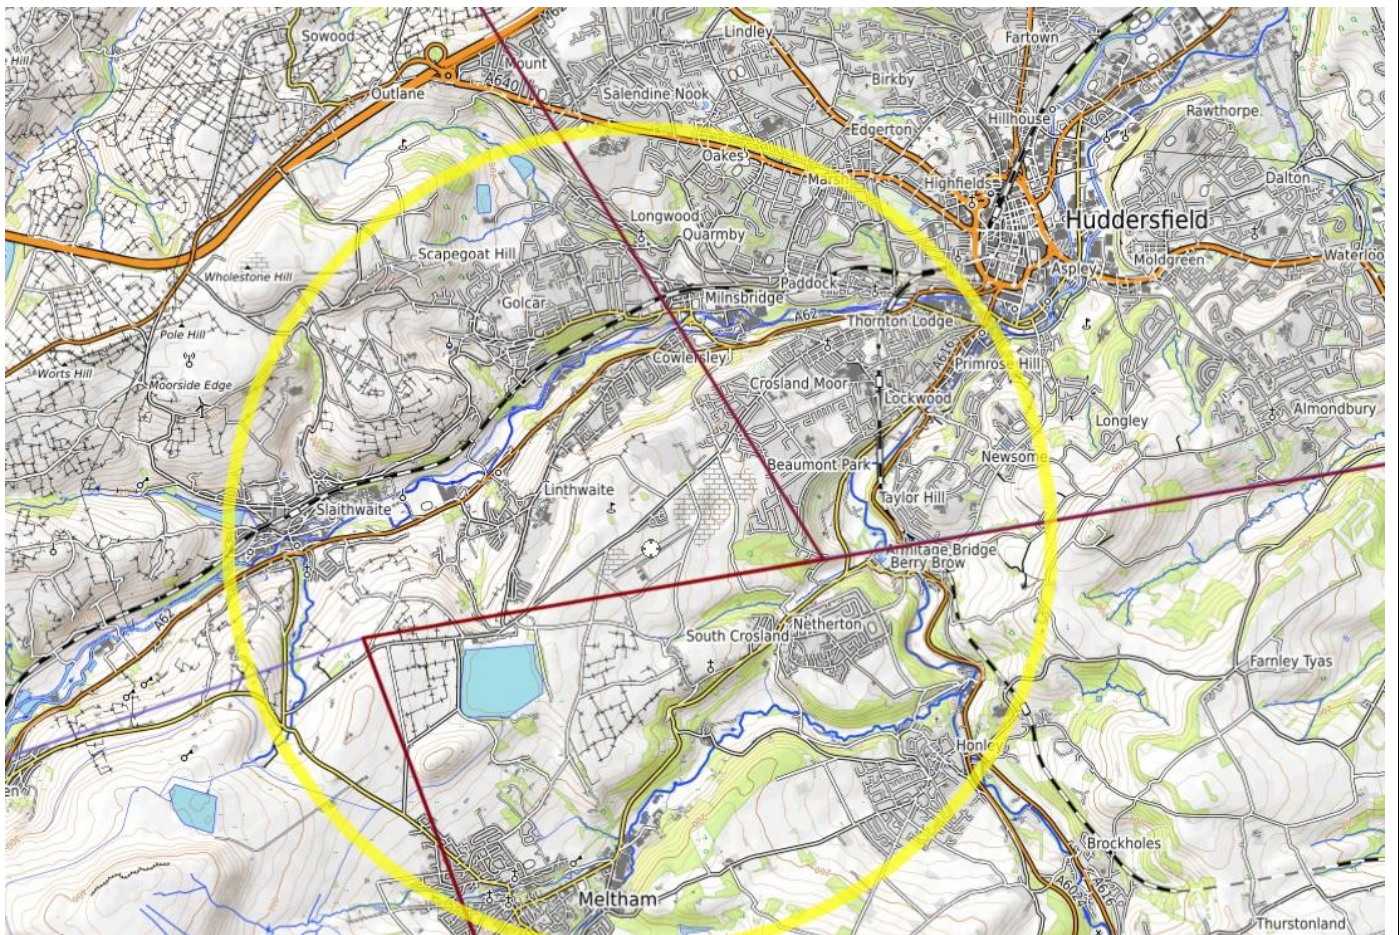 Lindley
Fartown
Sowood
Mount
Birkby
A640
Outlane
Salendine Nook
Rawthorpe
Hillhouse
Edgerton
Oakes
Dalton
Highfields
Longwood
Huddersfield
Quarmby
Scapegoat Hill
Moldgreen
Waterloo
Aspley
Wholestone Hill
Paddock
Milnsbridge
Golcar
A62
Thornton Lodge
Pole Hill
Cowlersley
A616
Primrose Hill
Worts Hill
Moorside Edge
Crosland Moor
Lockwood
Almondbury
Longley
Newsome
Beaumont Park
Linthwaite
Taylor Hill
Slaithwaite
Armitage Bridge
Berry Brow
A62
Netherton
South Crosland
Farnley Tyas
Honley
en
Brockholes
Meltham
A616
Thurstonland